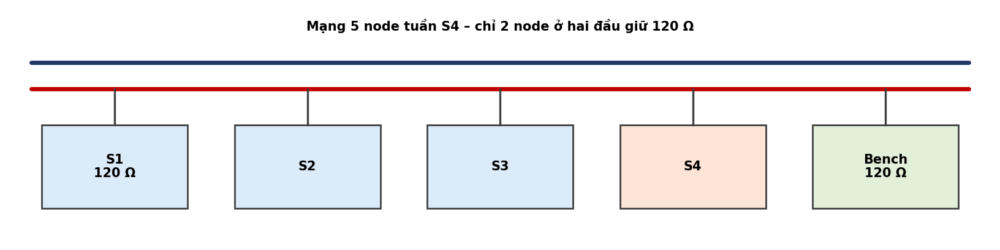 Mạng 5 node tuần S4 – chỉ 2 node ở hai đầu giữ 120 Ω
S1
120 Ω
S2
S3
S4
Bench
120 Ω